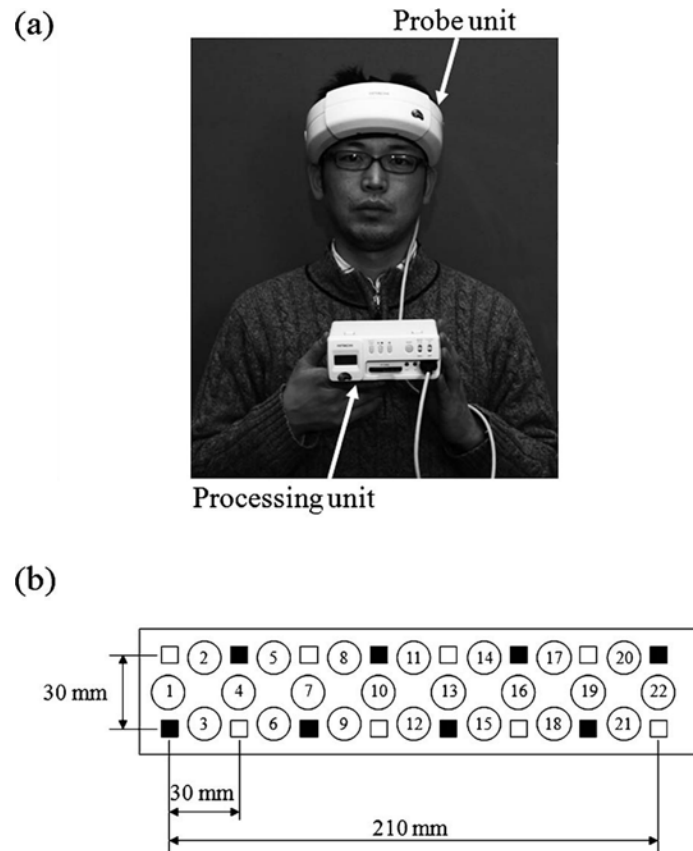 (a)
Probe unit
Processing unit
(b)
2 5 8 11 14 17 20
30 mm
1 4 7 10 13 16 19 22
3 6 9 12 15 18 21
30 mm
210 mm